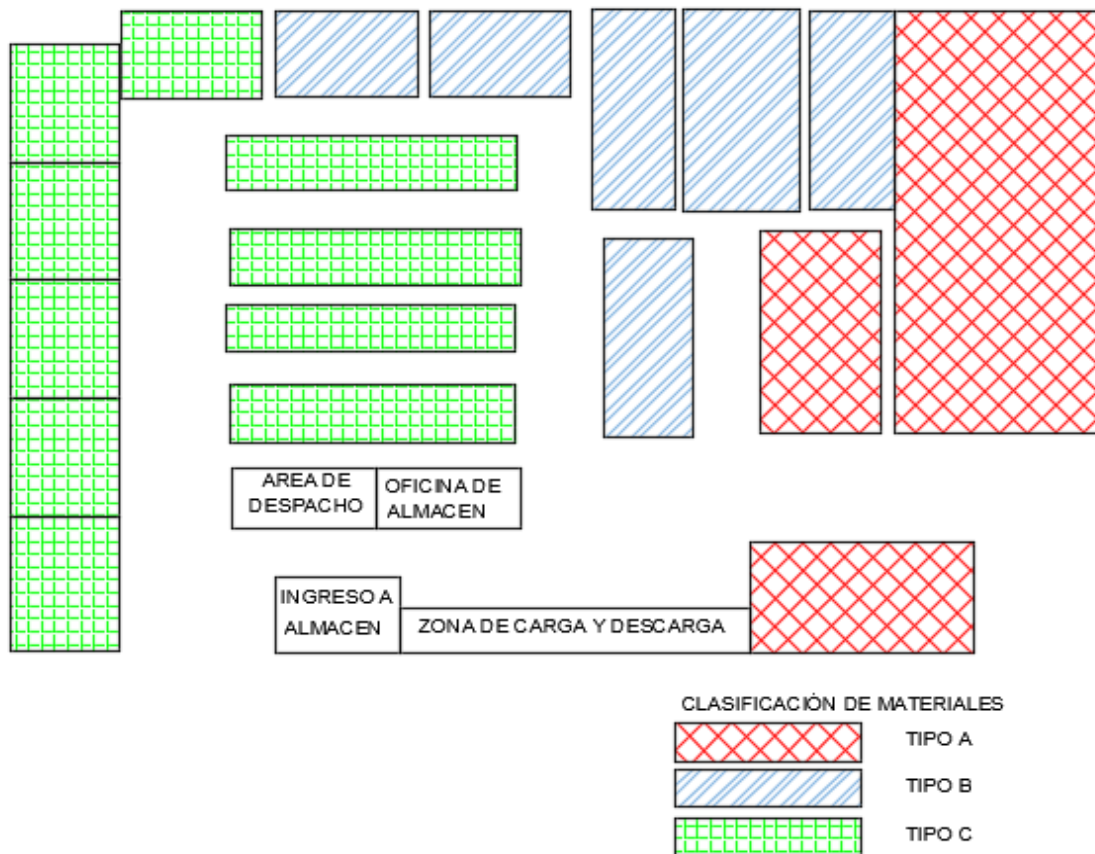 AREA DE
DESPACHO
OFICINA DE
ALMACEN
INGRESO A
ALMACEN
ZONA DE CARGA Y DESCARGA
CLASIFICACIÓN DE MATERIALES
TIPO A
TIPO B
TIPO C